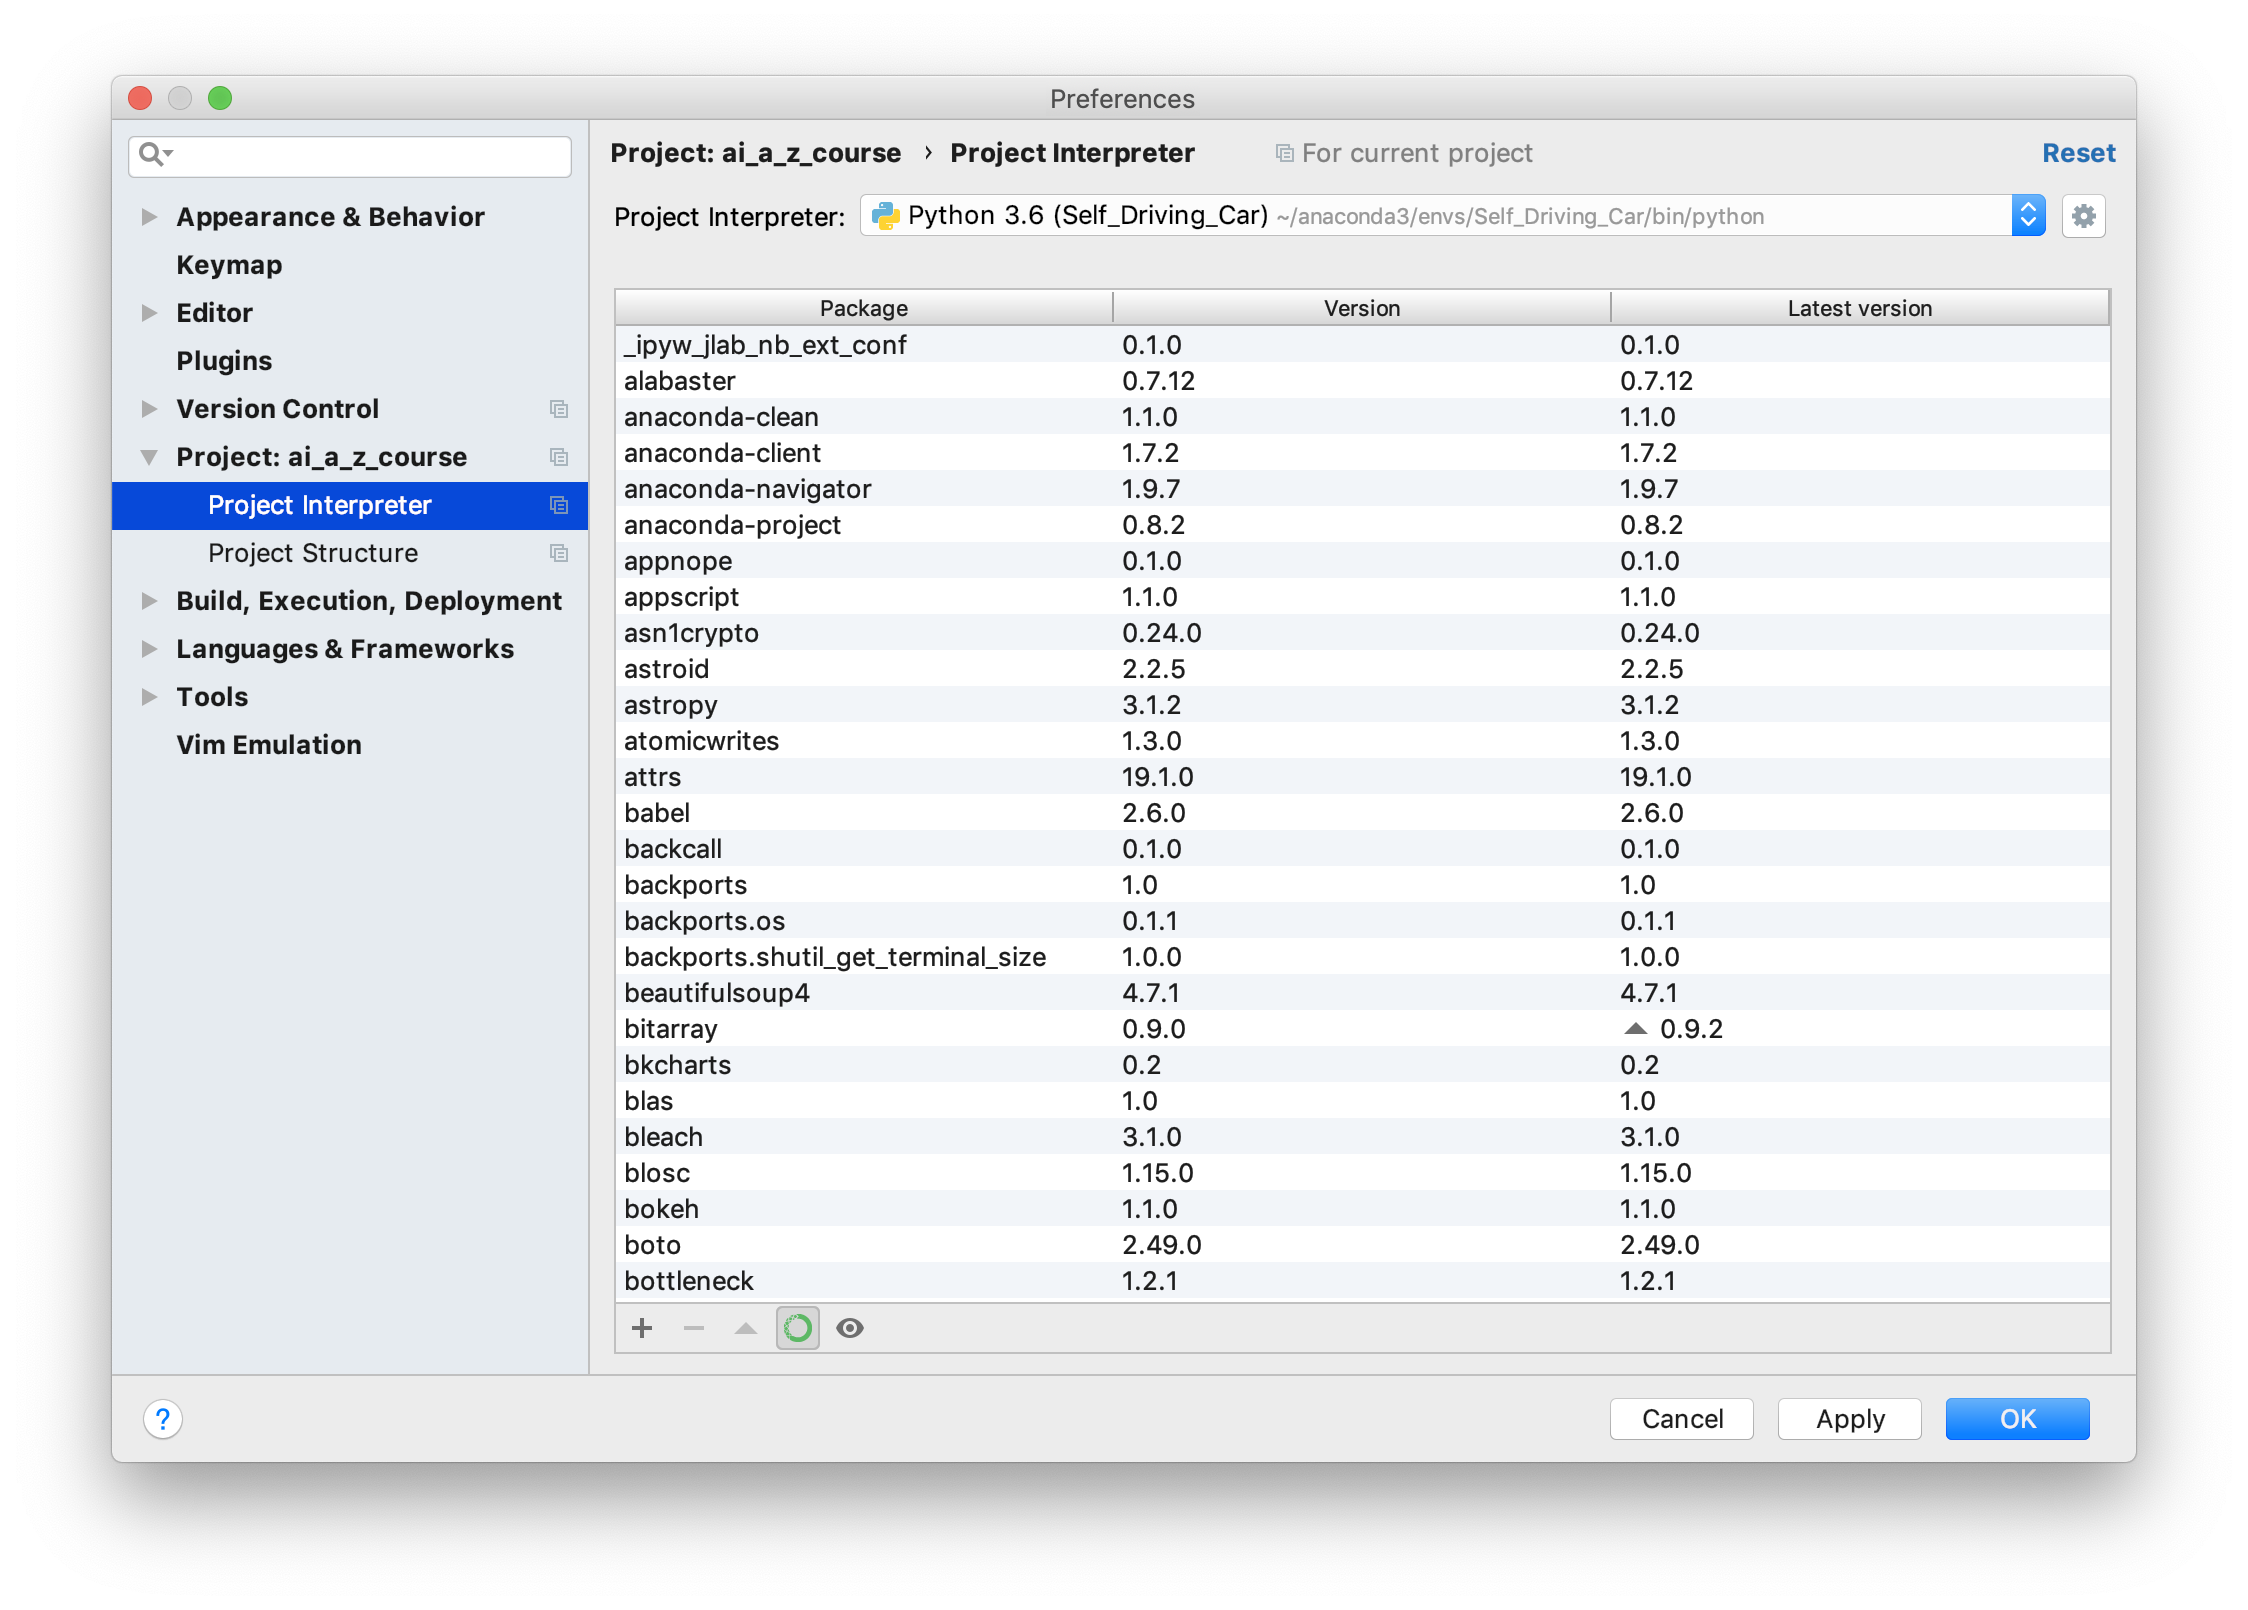 Preferences
Appearance & Behavior
Keymap
Editor
Plugins
Version Control
Project: ai_a_z_course
Project Interpreter
Project Structure
Build, Execution, Deployment
Languages & Frameworks
Tools
Vim Emulation
Project: ai_a_z_course › Project Interpreter For current project Reset
Project Interpreter: Python 3.6 (Self_Driving_Car) ~/anaconda3/envs/Self_Driving_Car/bin/python
Package Version Latest version
_ipyw_jlab_nb_ext_conf 0.1.0 0.1.0
alabaster 0.7.12 0.7.12
anaconda-clean 1.1.0 1.1.0
anaconda-client 1.7.2 1.7.2
anaconda-navigator 1.9.7 1.9.7
anaconda-project 0.8.2 0.8.2
appnope 0.1.0 0.1.0
appscript 1.1.0 1.1.0
asn1crypto 0.24.0 0.24.0
astroid 2.2.5 2.2.5
astropy 3.1.2 3.1.2
atomicwrites 1.3.0 1.3.0
attrs 19.1.0 19.1.0
babel 2.6.0 2.6.0
backcall 0.1.0 0.1.0
backports 1.0 1.0
backports.os 0.1.1 0.1.1
backports.shutil_get_terminal_size 1.0.0 1.0.0
beautifulsoup4 4.7.1 4.7.1
bitarray 0.9.0 0.9.2
bkcharts 0.2 0.2
blas 1.0 1.0
bleach 3.1.0 3.1.0
blosc 1.15.0 1.15.0
bokeh 1.1.0 1.1.0
boto 2.49.0 2.49.0
bottleneck 1.2.1 1.2.1
? Cancel Apply OK